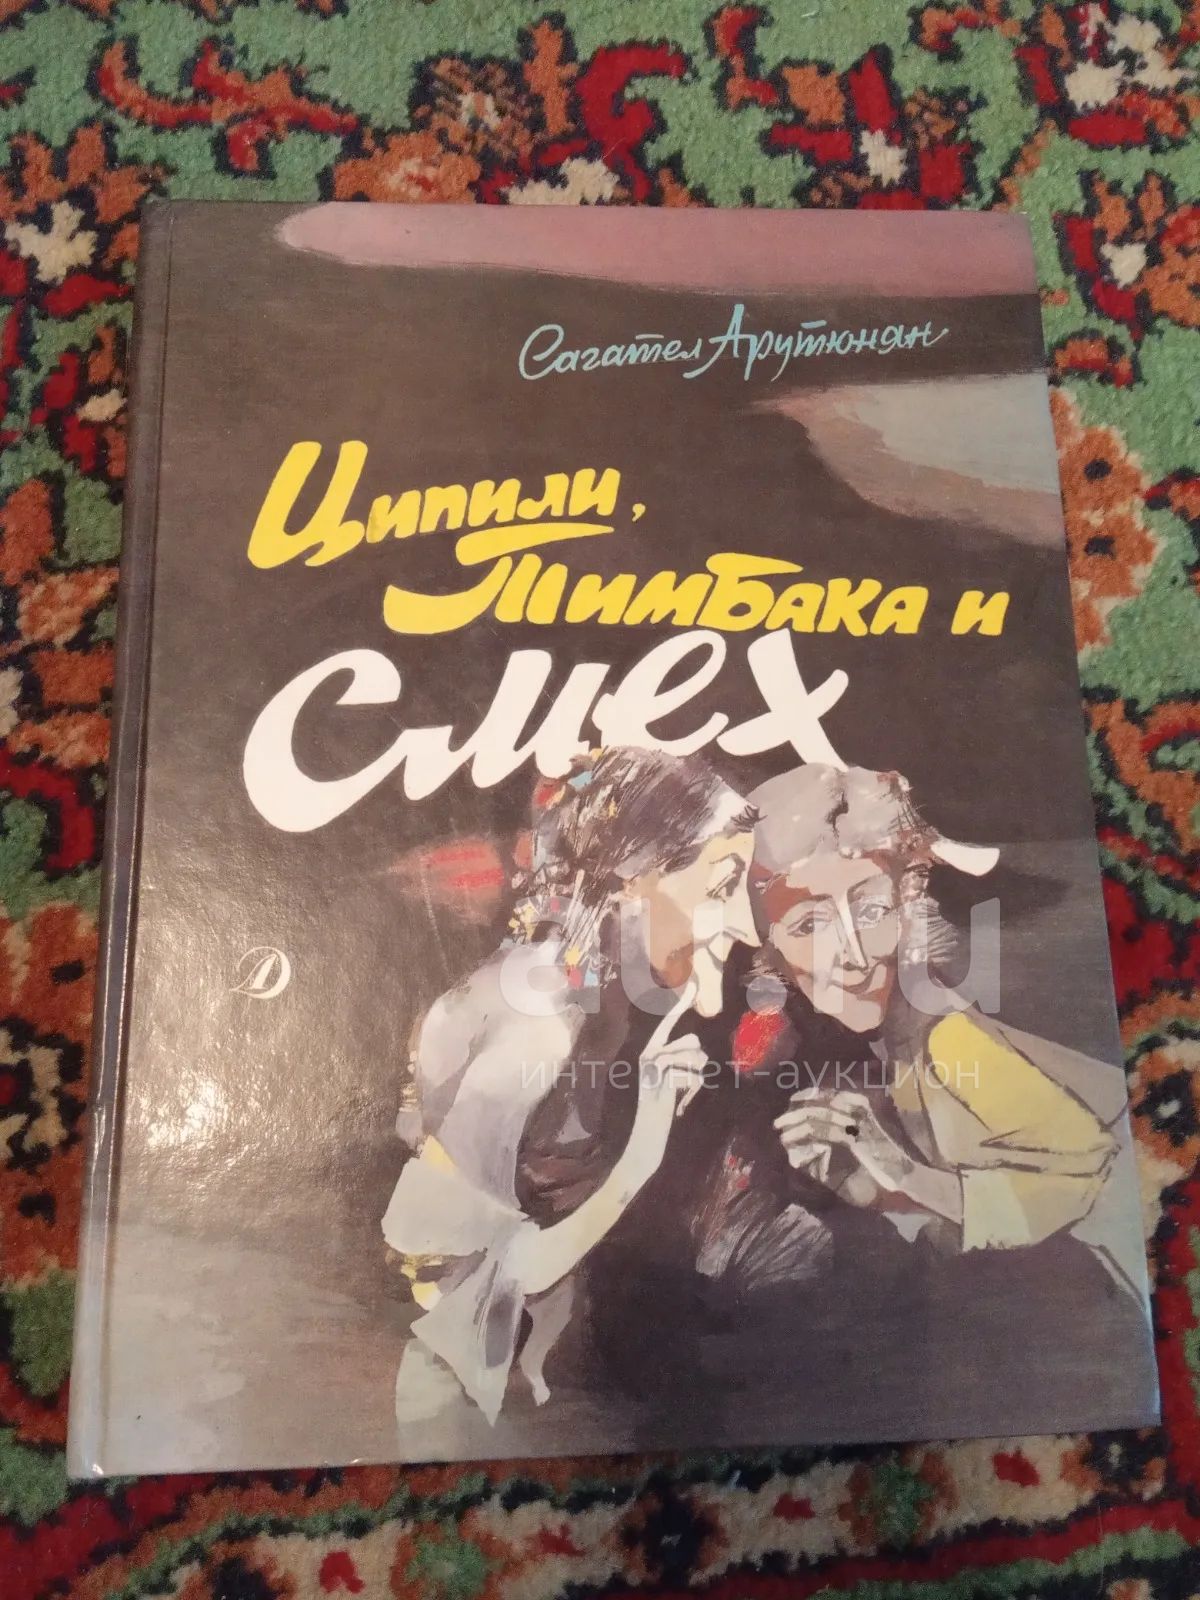 Сагател Арутюнян
Ципили,
Тимбака и
Смех
Д
au.ru
интернет-аукцион